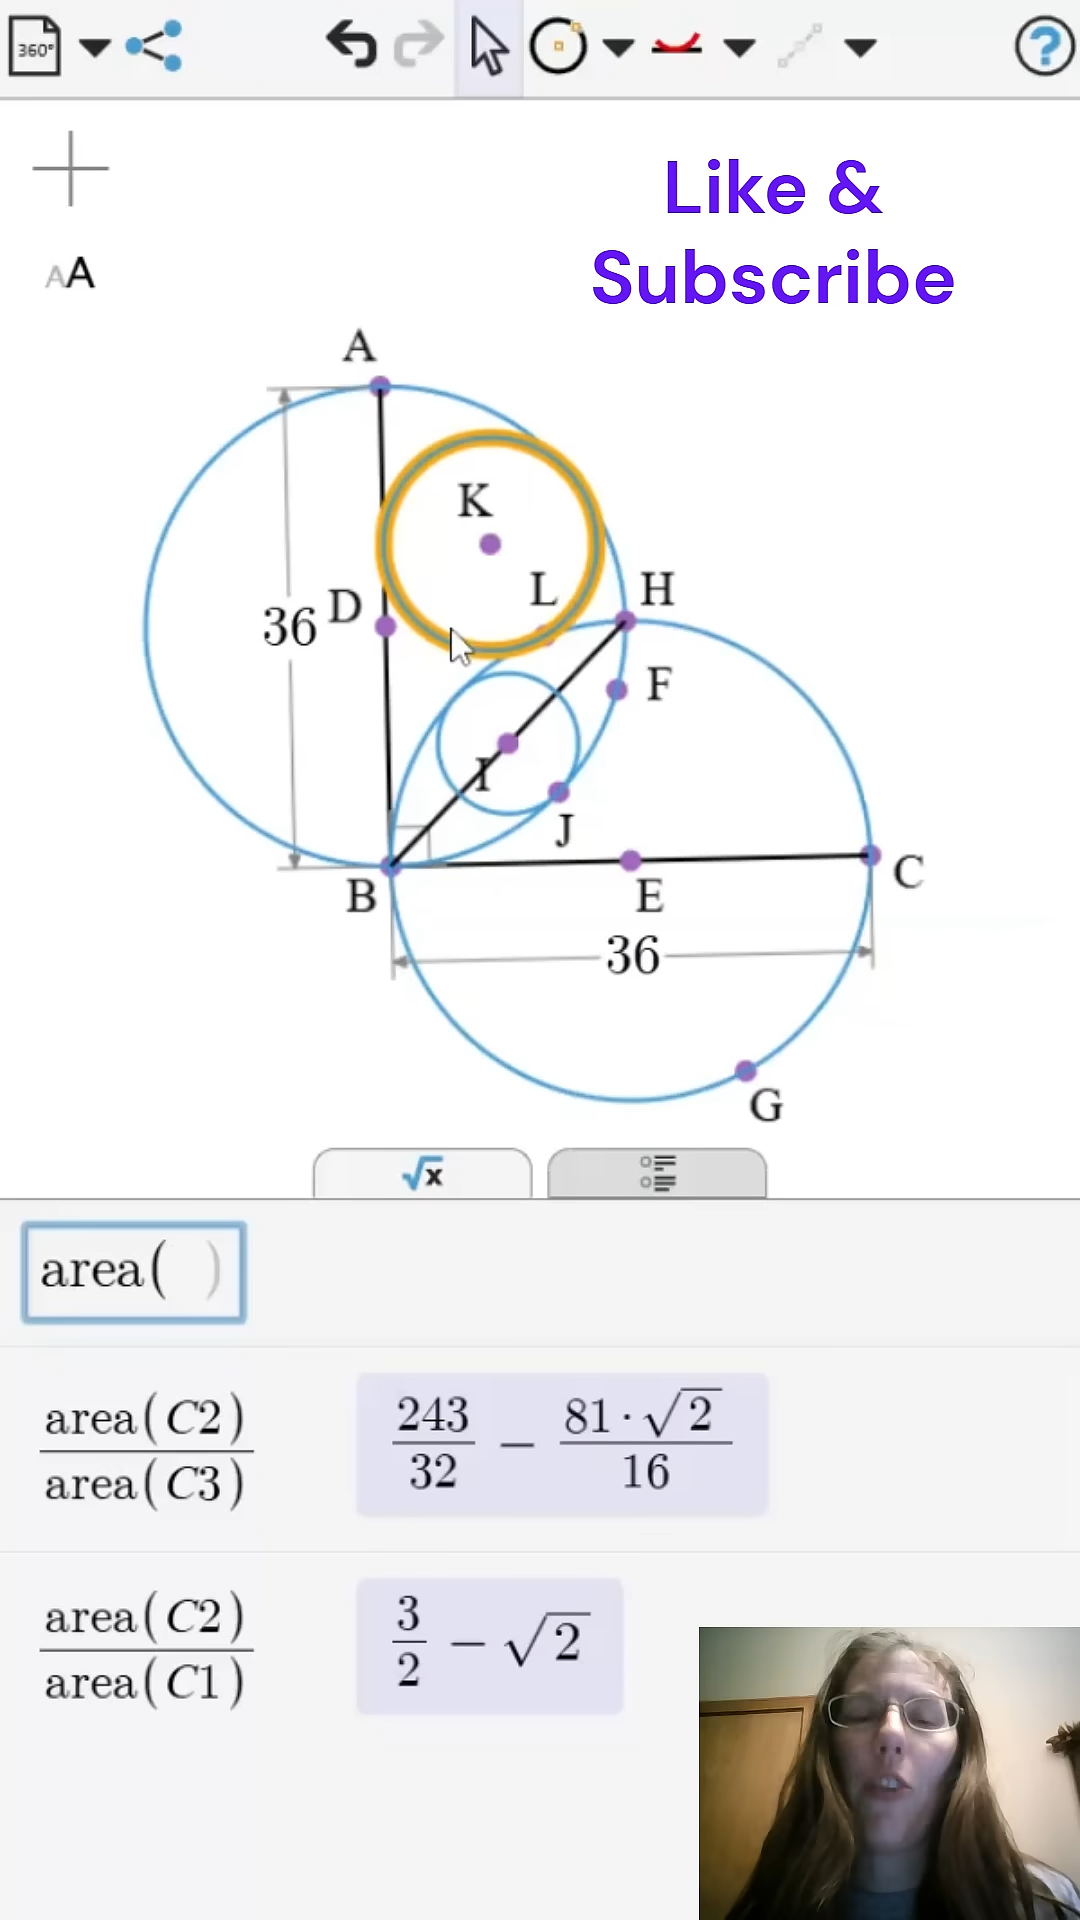 360°
?
AA
Like &
Subscribe
A
K
L
H
36
D
F
I
J
B
E
C
36
G
√x
area( )
area(C2)
area(C3)
243
32
−
81·√2
16
area(C2)
area(C1)
3
2
− √2